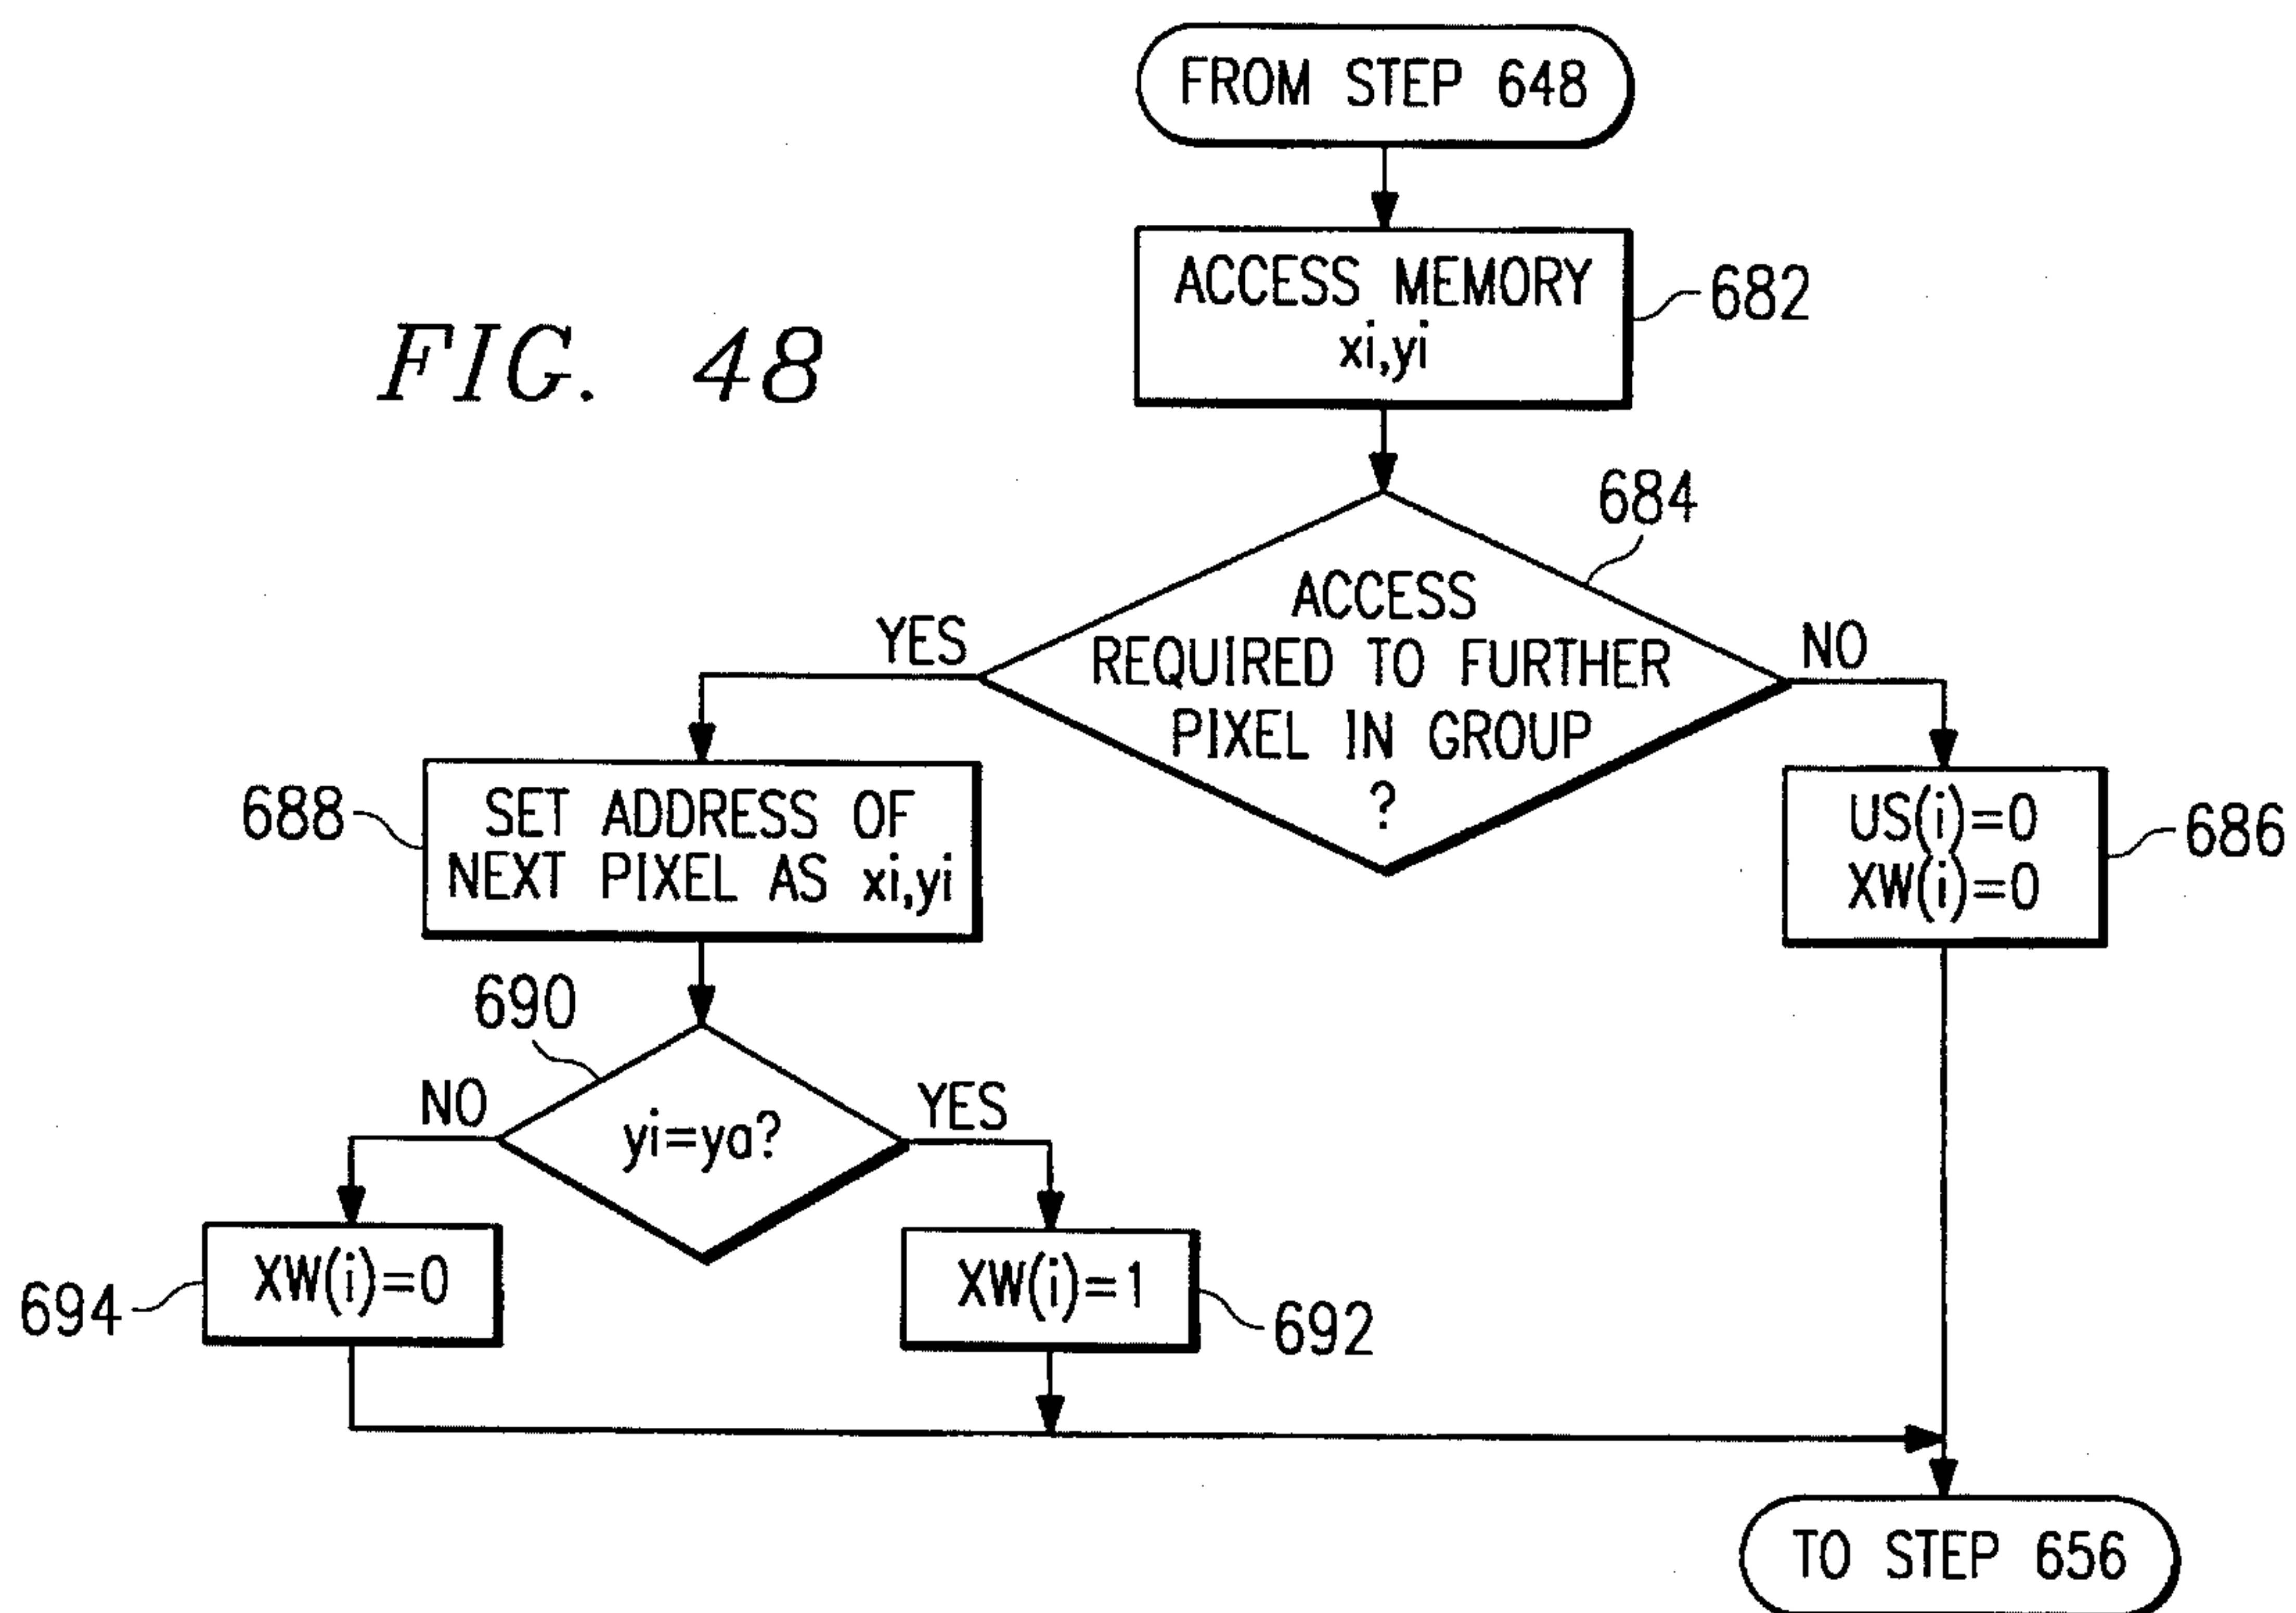 FROM STEP 648
ACCESS MEMORY
xi,yi
682
FIG. 48
684
ACCESS
REQUIRED TO FURTHER
PIXEL IN GROUP
?
YES
NO
688
SET ADDRESS OF
NEXT PIXEL AS xi,yi
US(i)=0
XW(i)=0
686
690
yi=ya?
NO
YES
XW(i)=0
694
XW(i)=1
692
TO STEP 656